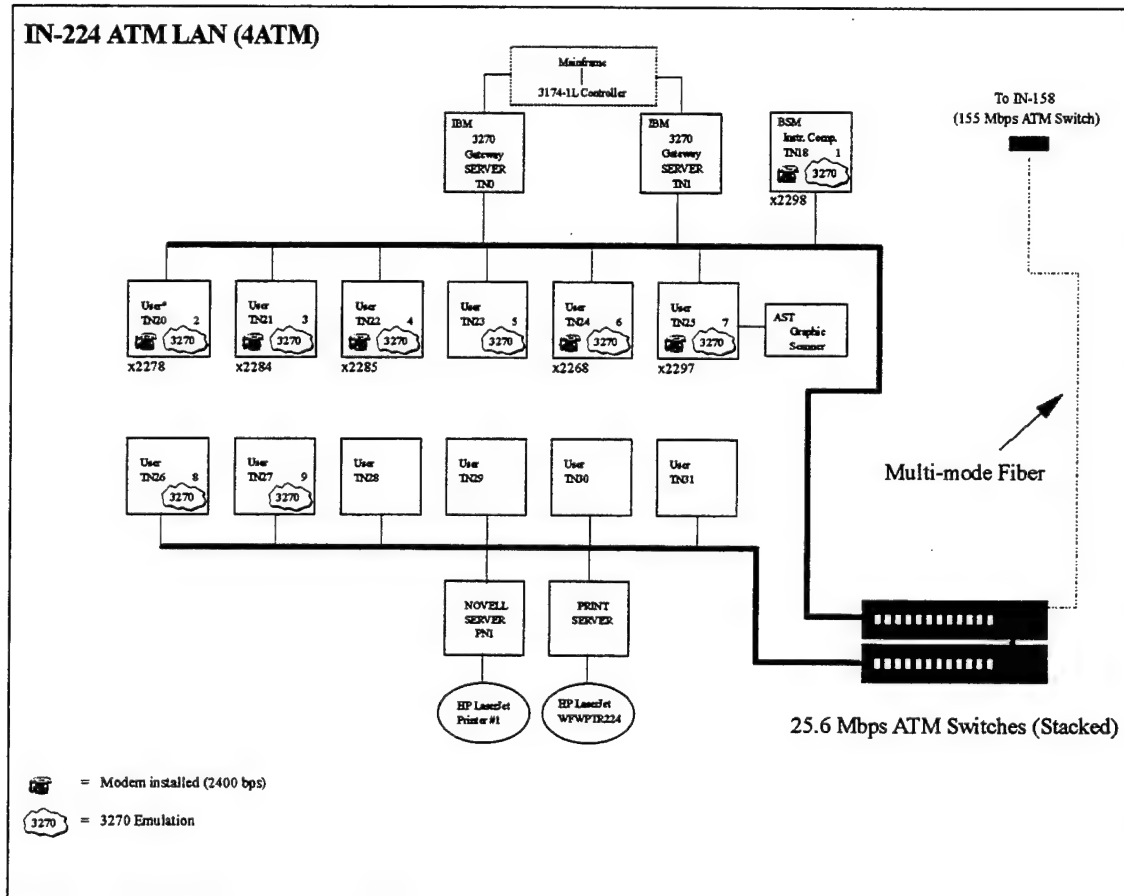 IN-224 ATM LAN (4ATM)
Mainframe
3174-1L Controller
To IN-158
(155 Mbps ATM Switch)
IBM
3270
Gateway
SERVER
TN0
IBM
3270
Gateway
SERVER
TN1
BSM
Instr. Comp.
TN18 1
3270
x2298
User*
TN20 2
3270
x2278
User
TN21 3
3270
x2284
User
TN22 4
3270
x2285
User
TN23 5
3270
User
TN24 6
3270
x2268
User
TN25 7
3270
x2297
AST
Graphic
Scanner
Multi-mode Fiber
User
TN26 8
3270
User
TN27 9
3270
User
TN28
User
TN29
User
TN30
User
TN31
NOVELL
SERVER
PN1
PRINT
SERVER
HP LaserJet
Printer #1
HP LaserJet
WFWPTR224
25.6 Mbps ATM Switches (Stacked)
= Modem installed (2400 bps)
3270 = 3270 Emulation